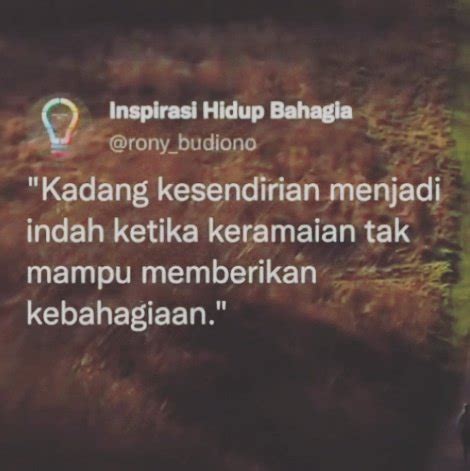 Inspirasi Hidup Bahagia
@rony_budiono
"Kadang kesendirian menjadi
indah ketika keramaian tak
mampu memberikan
kebahagiaan."